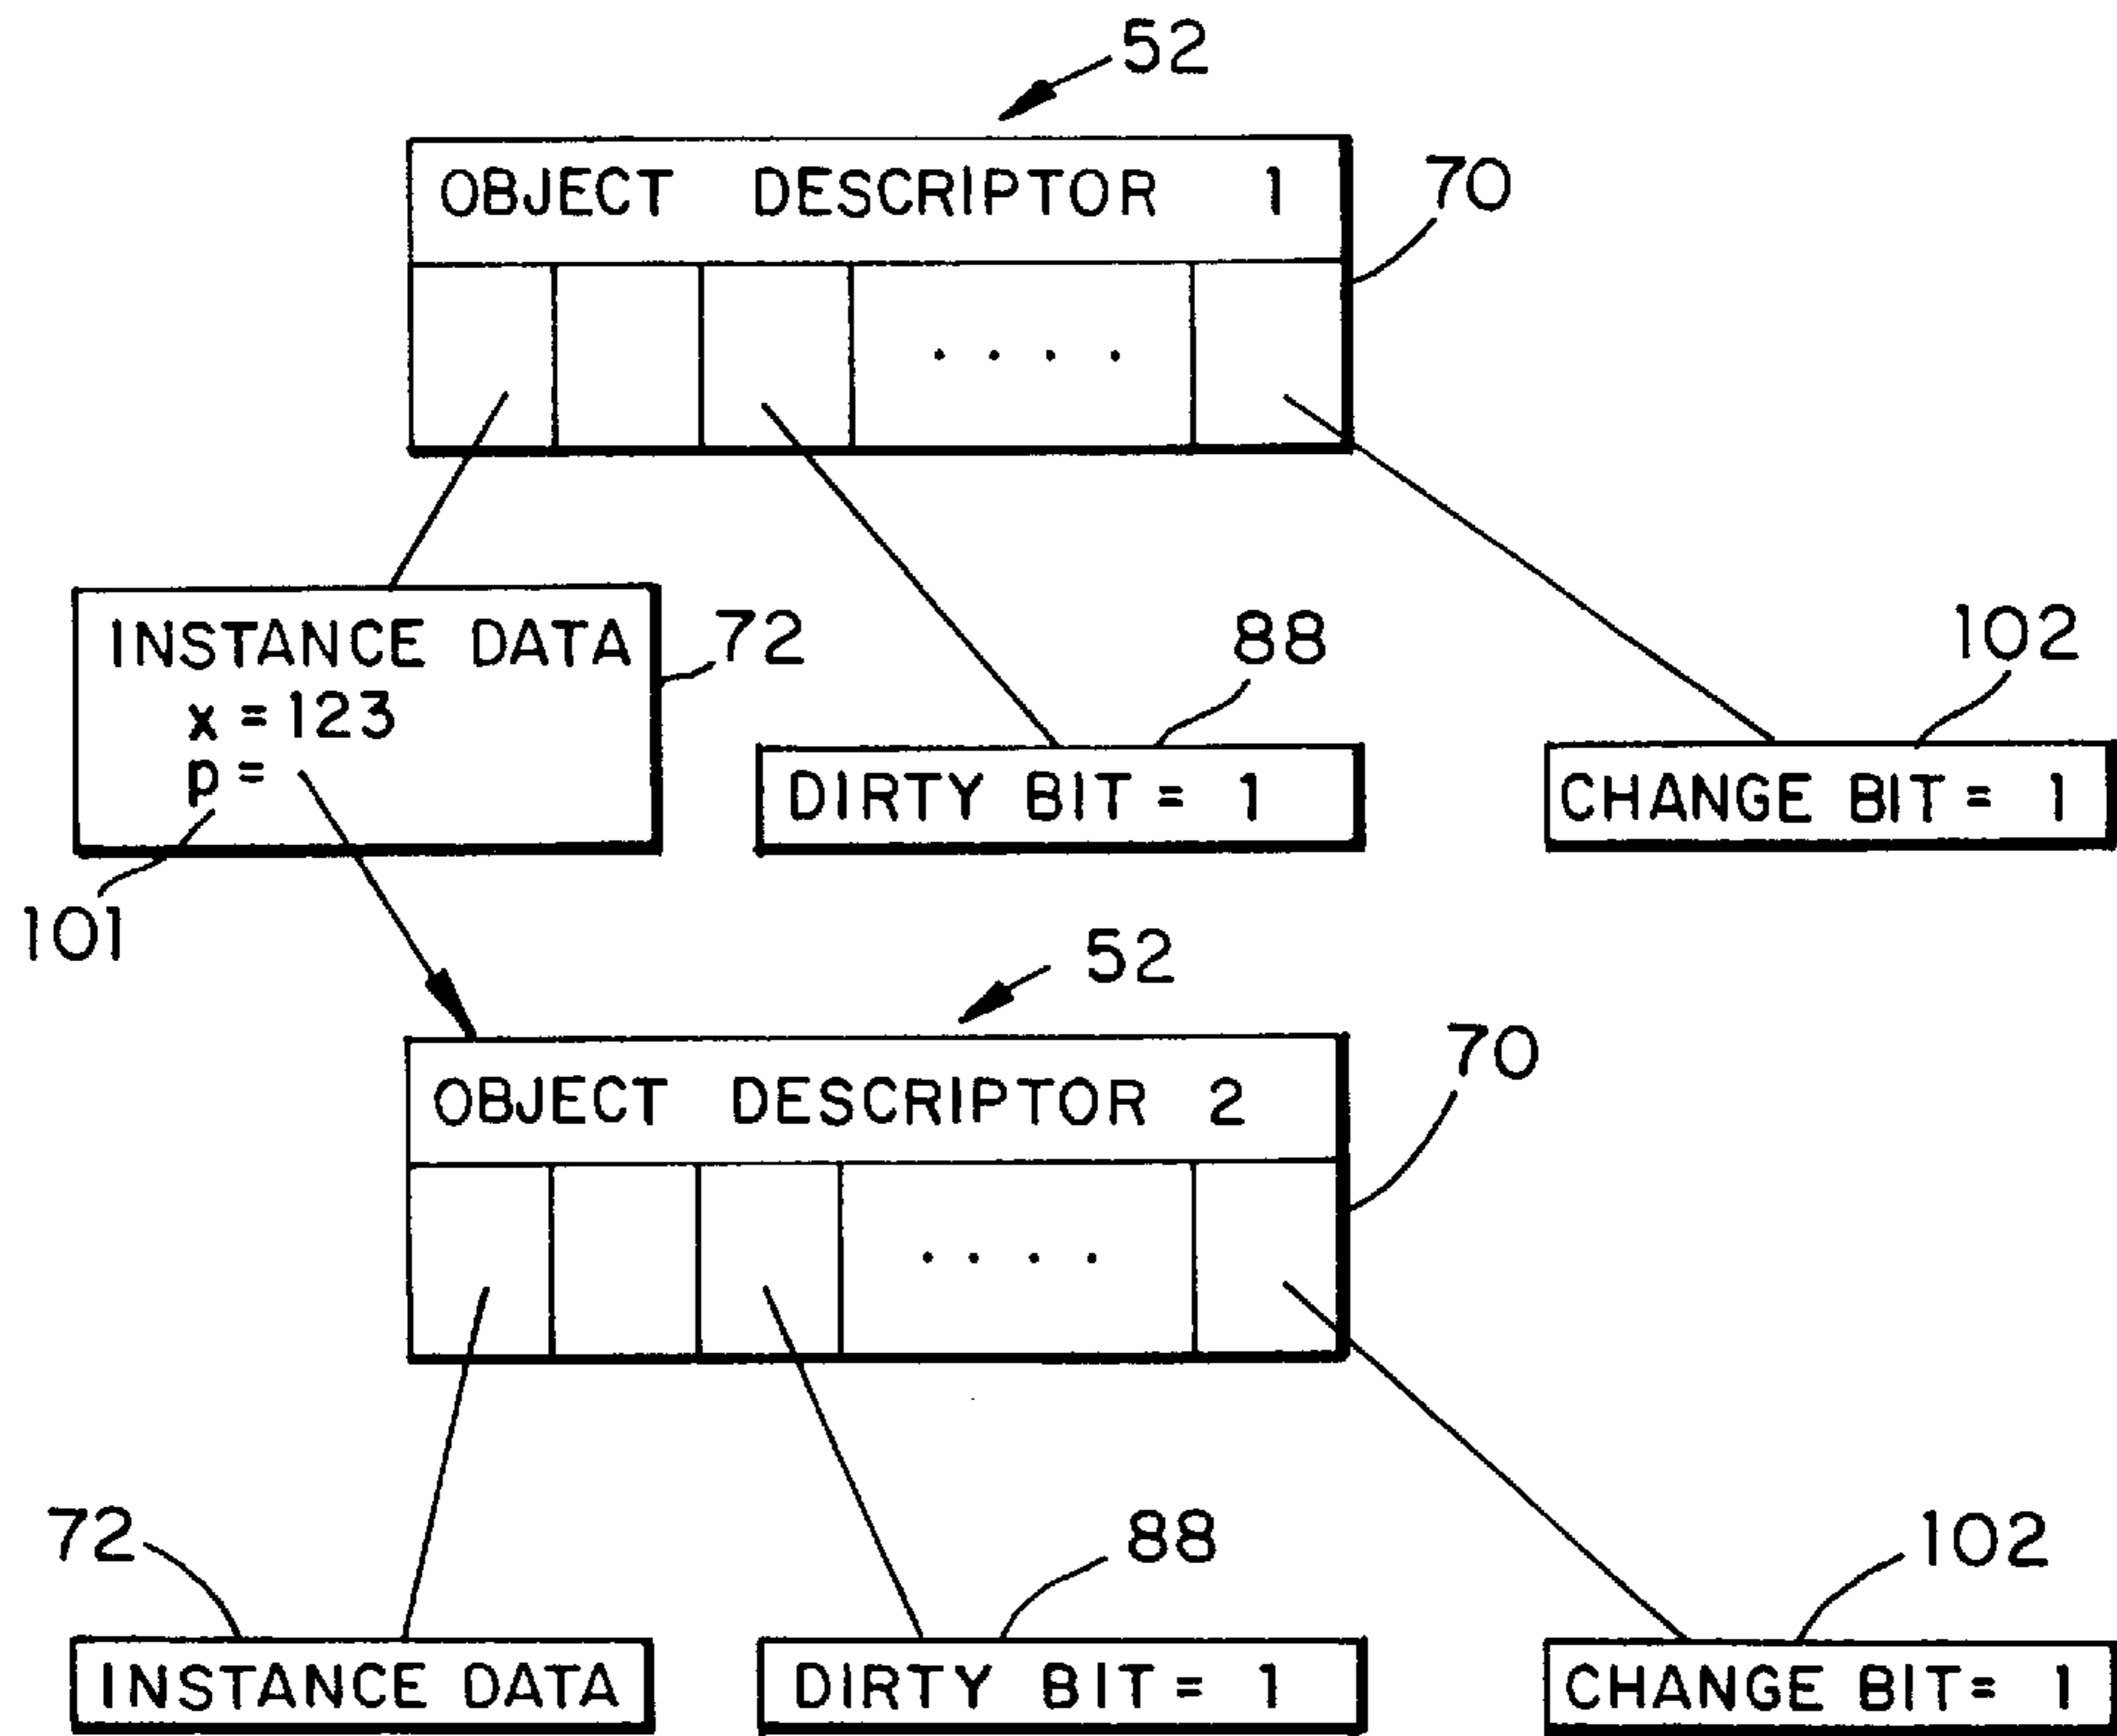 52
OBJECT DESCRIPTOR 1
70
. . . .
INSTANCE DATA
x = 123
p =
72
88
102
DIRTY BIT = 1
CHANGE BIT = 1
101
52
OBJECT DESCRIPTOR 2
70
. . . .
72
88
102
INSTANCE DATA
DIRTY BIT = 1
CHANGE BIT = 1